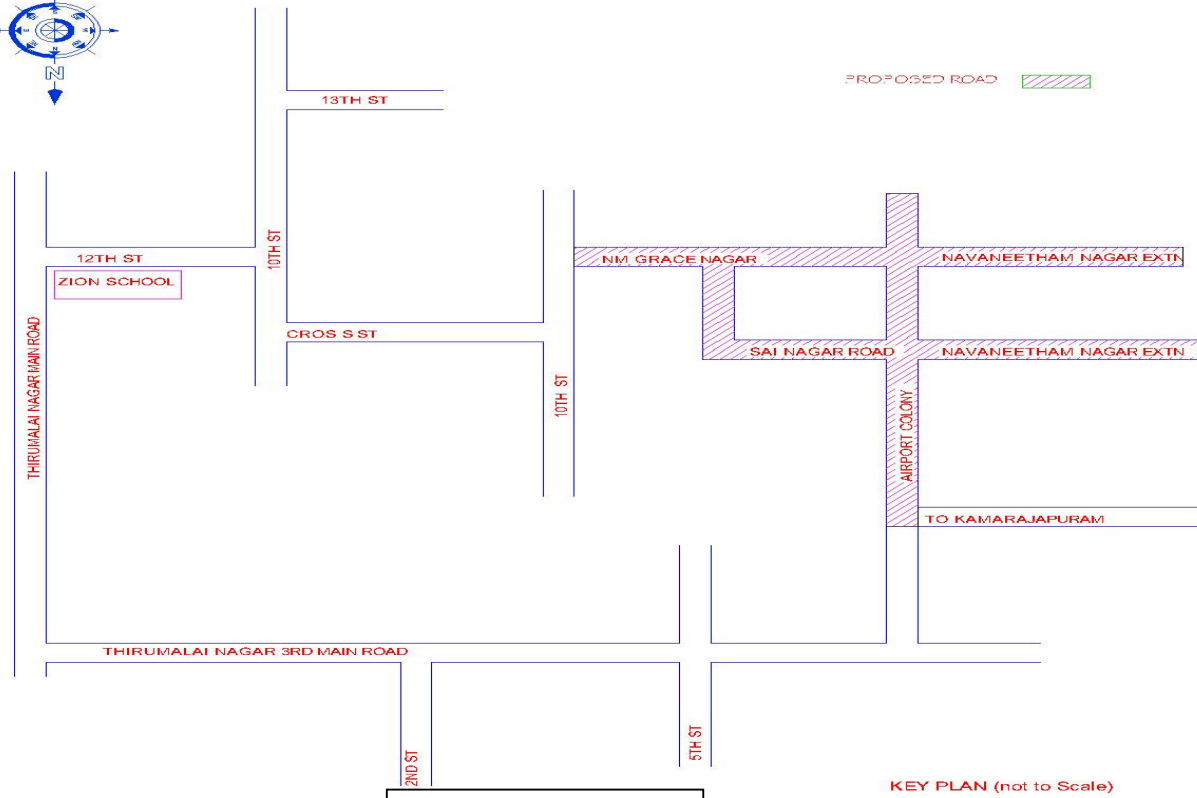 N
PROPOSED ROAD
13TH ST
10TH ST
12TH ST
ZION SCHOOL
NM GRACE NAGAR
NAVANEETHAM NAGAR EXTN
CROS S ST
SAI NAGAR ROAD
NAVANEETHAM NAGAR EXTN
THIRUMALAI NAGAR MAIN ROAD
10TH ST
AIRPORT COLONY
TO KAMARAJAPURAM
THIRUMALAI NAGAR 3RD MAIN ROAD
2ND ST
5TH ST
KEY PLAN (not to Scale)